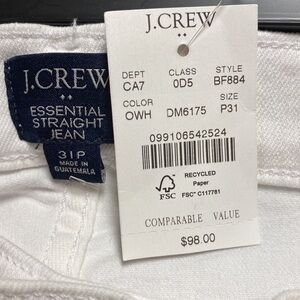 J.CREW
ESSENTIAL
STRAIGHT
JEAN
31P
MADE IN
GUATEMALA
J.CREW
DEPT CLASS STYLE
CA7 0D5 BF884
COLOR SIZE
OWH DM6175 P31
099106542524
FSC
RECYCLED
Paper
FSC® C117781
COMPARABLE VALUE
$98.00